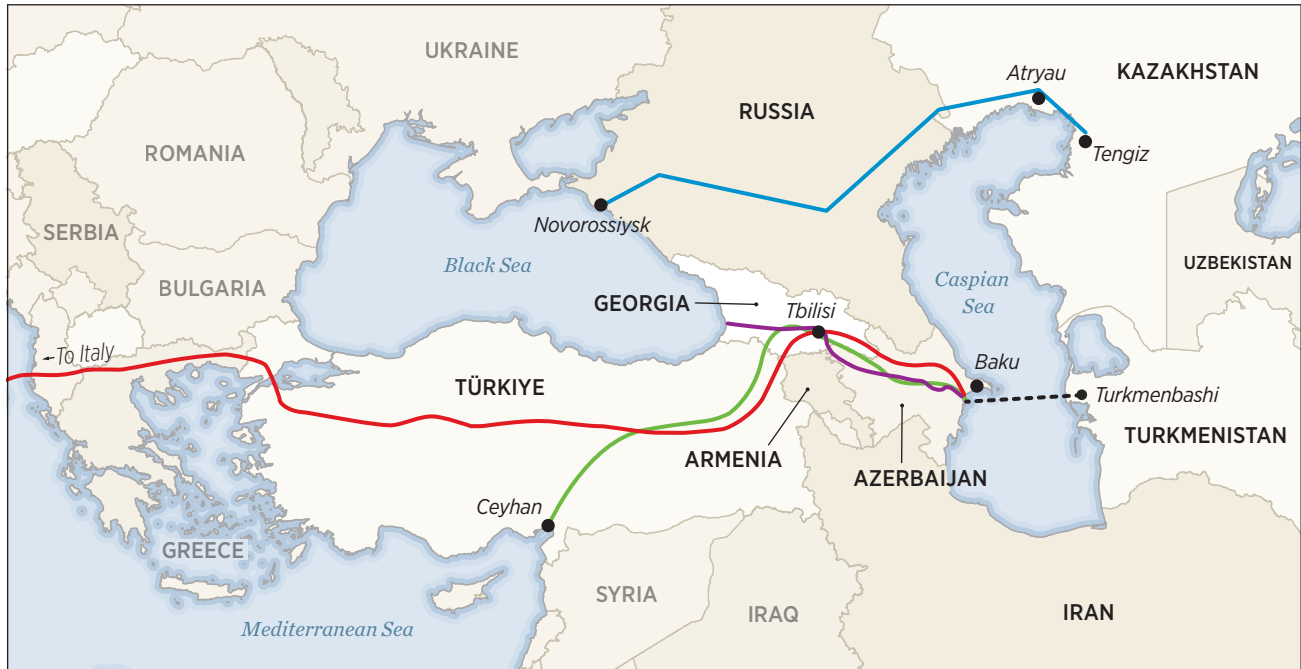 UKRAINE
Atryau
KAZAKHSTAN
RUSSIA
ROMANIA
Tengiz
Novorossiysk
SERBIA
Black Sea
Caspian
Sea
UZBEKISTAN
BULGARIA
GEORGIA
Tbilisi
To Italy
Baku
TÜRKIYE
Turkmenbashi
TURKMENISTAN
ARMENIA
AZERBAIJAN
Ceyhan
GREECE
SYRIA
IRAQ
IRAN
Mediterranean Sea